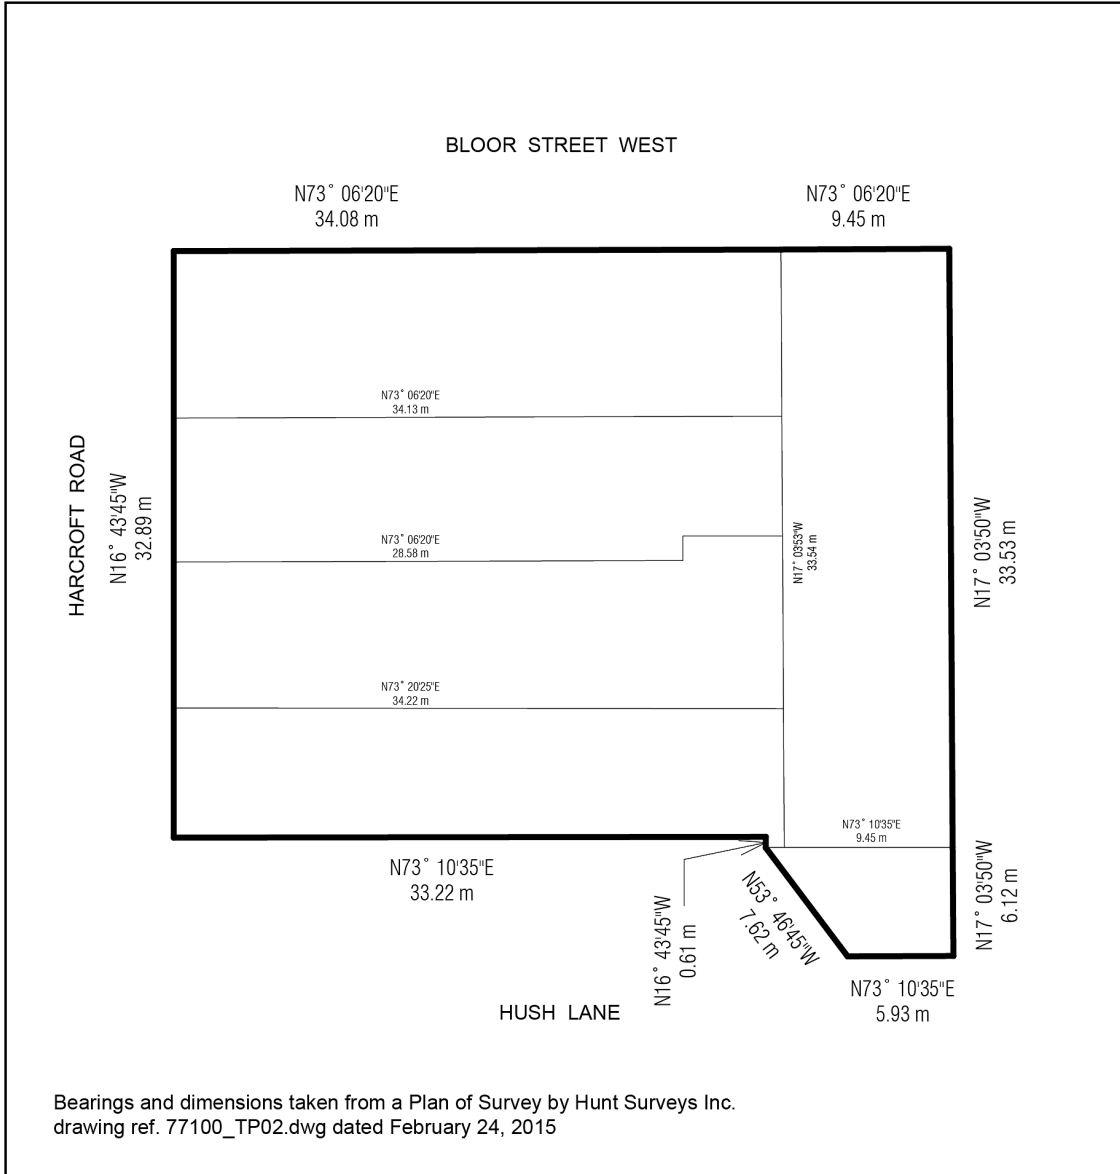 BLOOR STREET WEST
N73° 06'20"E
34.08 m
N73° 06'20"E
9.45 m
N73° 06'20"E
34.13 m
HARCROFT ROAD
N16° 43'45"W
32.89 m
N73° 06'20"E
28.58 m
N17° 0353"W
33.54 m
N17° 03'50"W
33.53 m
N73° 20'25"E
34.22 m
N73° 10'35"E
9.45 m
N73° 10'35"E
33.22 m
N16° 43'45"W
0.61 m
N53° 46'45"W
7.62 m
N17° 03'50"W
6.12 m
N73° 10'35"E
5.93 m
HUSH LANE
Bearings and dimensions taken from a Plan of Survey by Hunt Surveys Inc.
drawing ref. 77100_TP02.dwg dated February 24, 2015